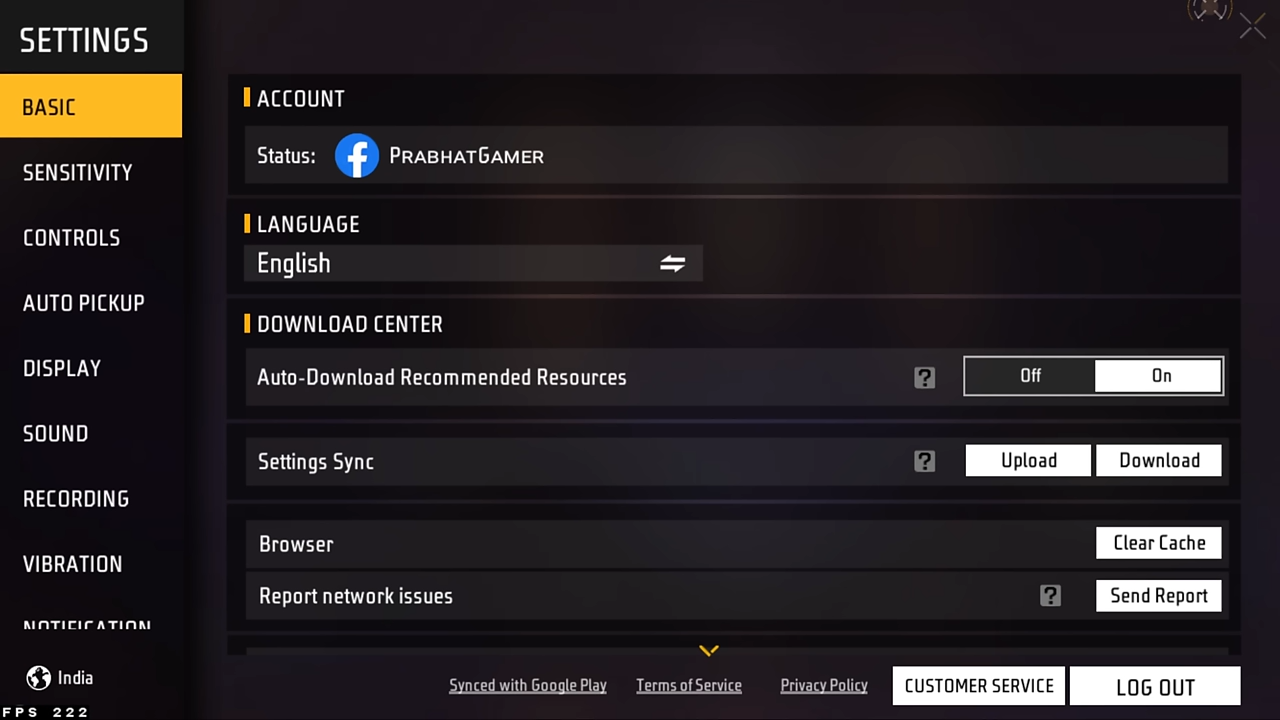 SETTINGS
BASIC
SENSITIVITY
CONTROLS
AUTO PICKUP
DISPLAY
SOUND
RECORDING
VIBRATION
NOTIFICATION
India
FPS 222
ACCOUNT
Status: PRABHATGAMER
LANGUAGE
English
DOWNLOAD CENTER
Auto-Download Recommended Resources ? Off On
Settings Sync ? Upload Download
Browser Clear Cache
Report network issues ? Send Report
Synced with Google Play Terms of Service Privacy Policy CUSTOMER SERVICE LOG OUT